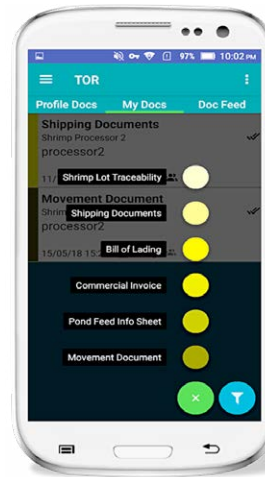 97% 10:02 PM
TOR
Profile Docs My Docs Doc Feed
Shipping Documents
Shrimp Processor 2
processor2
11/
Shrimp Lot Traceability
Movement Document
Shrim
Shipping Documents
processor2
Bill of Lading
15/05/18 15:2
Commercial Invoice
Pond Feed Info Sheet
Movement Document